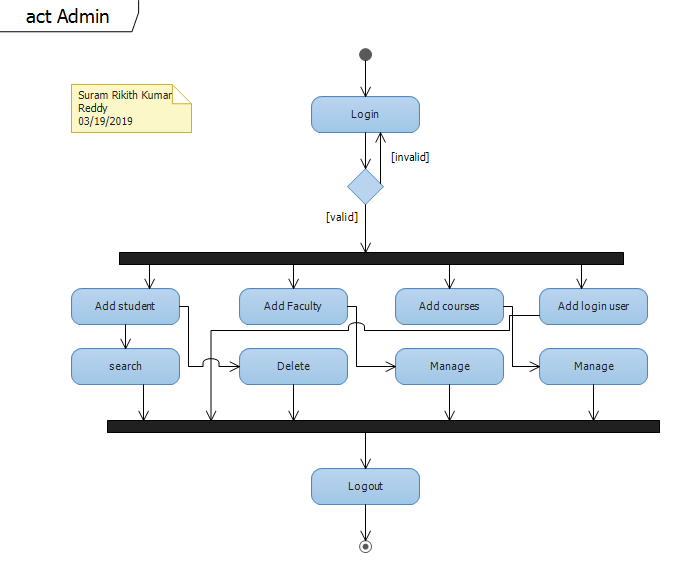 act Admin
Suram Rikith Kumar
Reddy
03/19/2019
Login
[invalid]
[valid]
Add student
Add Faculty
Add courses
Add login user
search
Delete
Manage
Manage
Logout